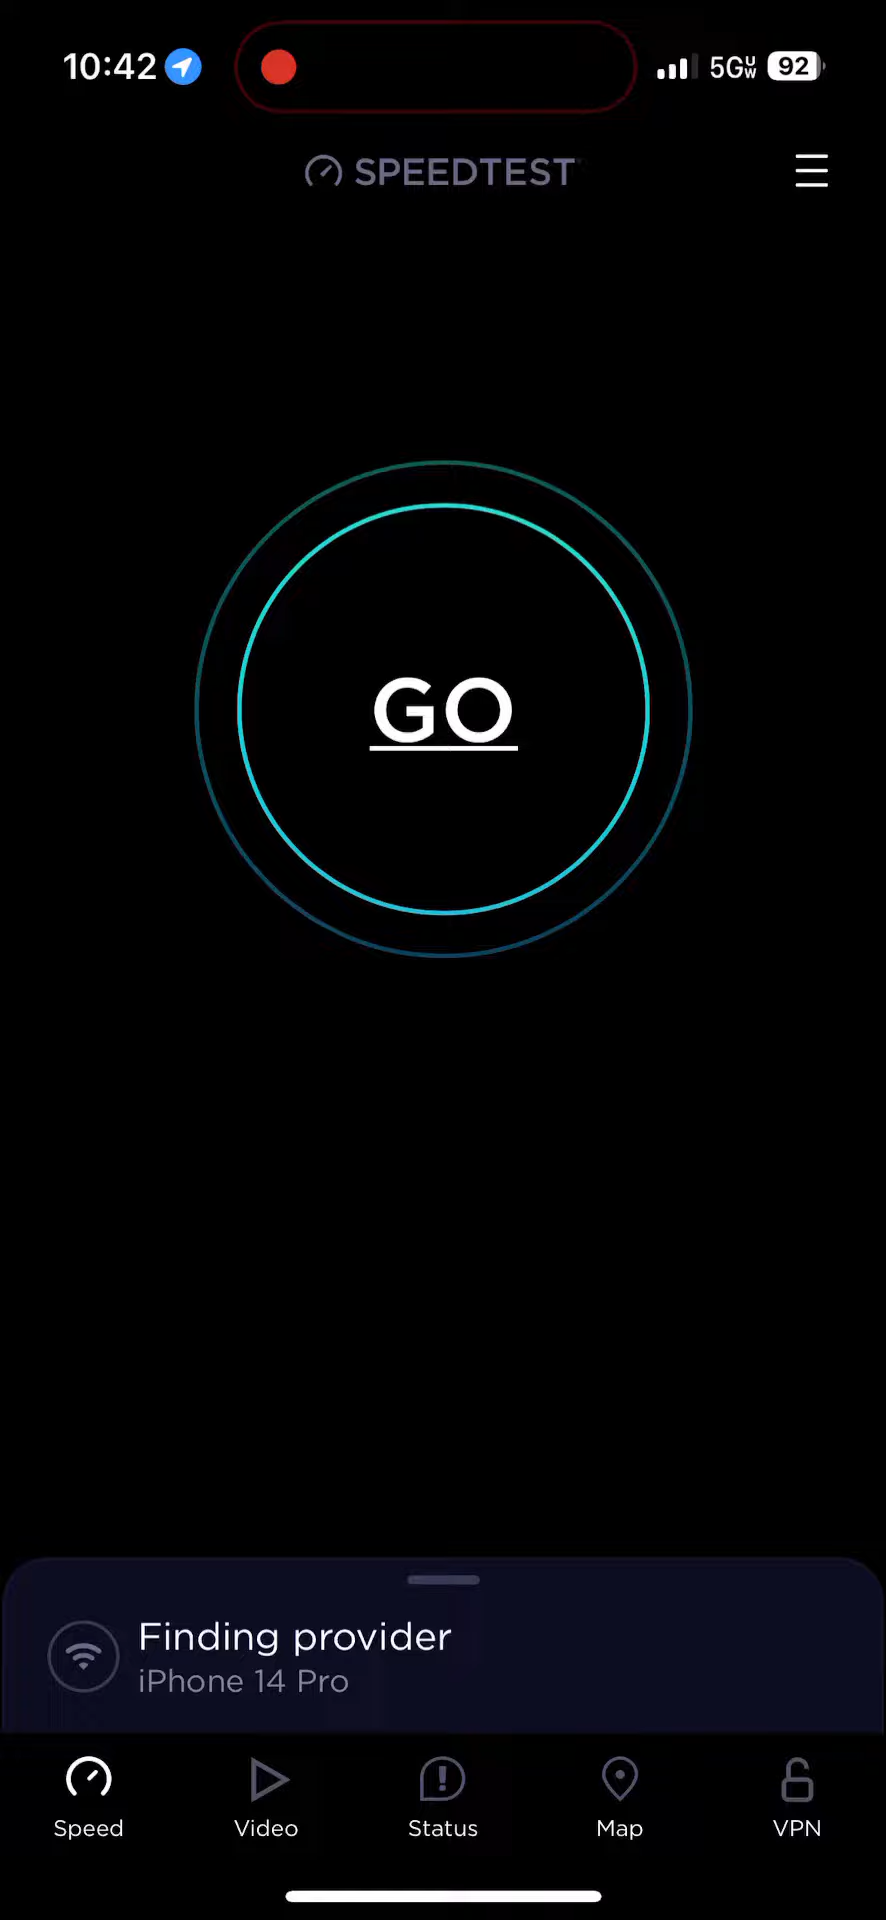 10:42 5G UW 92
SPEEDTEST
GO
Finding provider
iPhone 14 Pro
Speed Video Status Map VPN